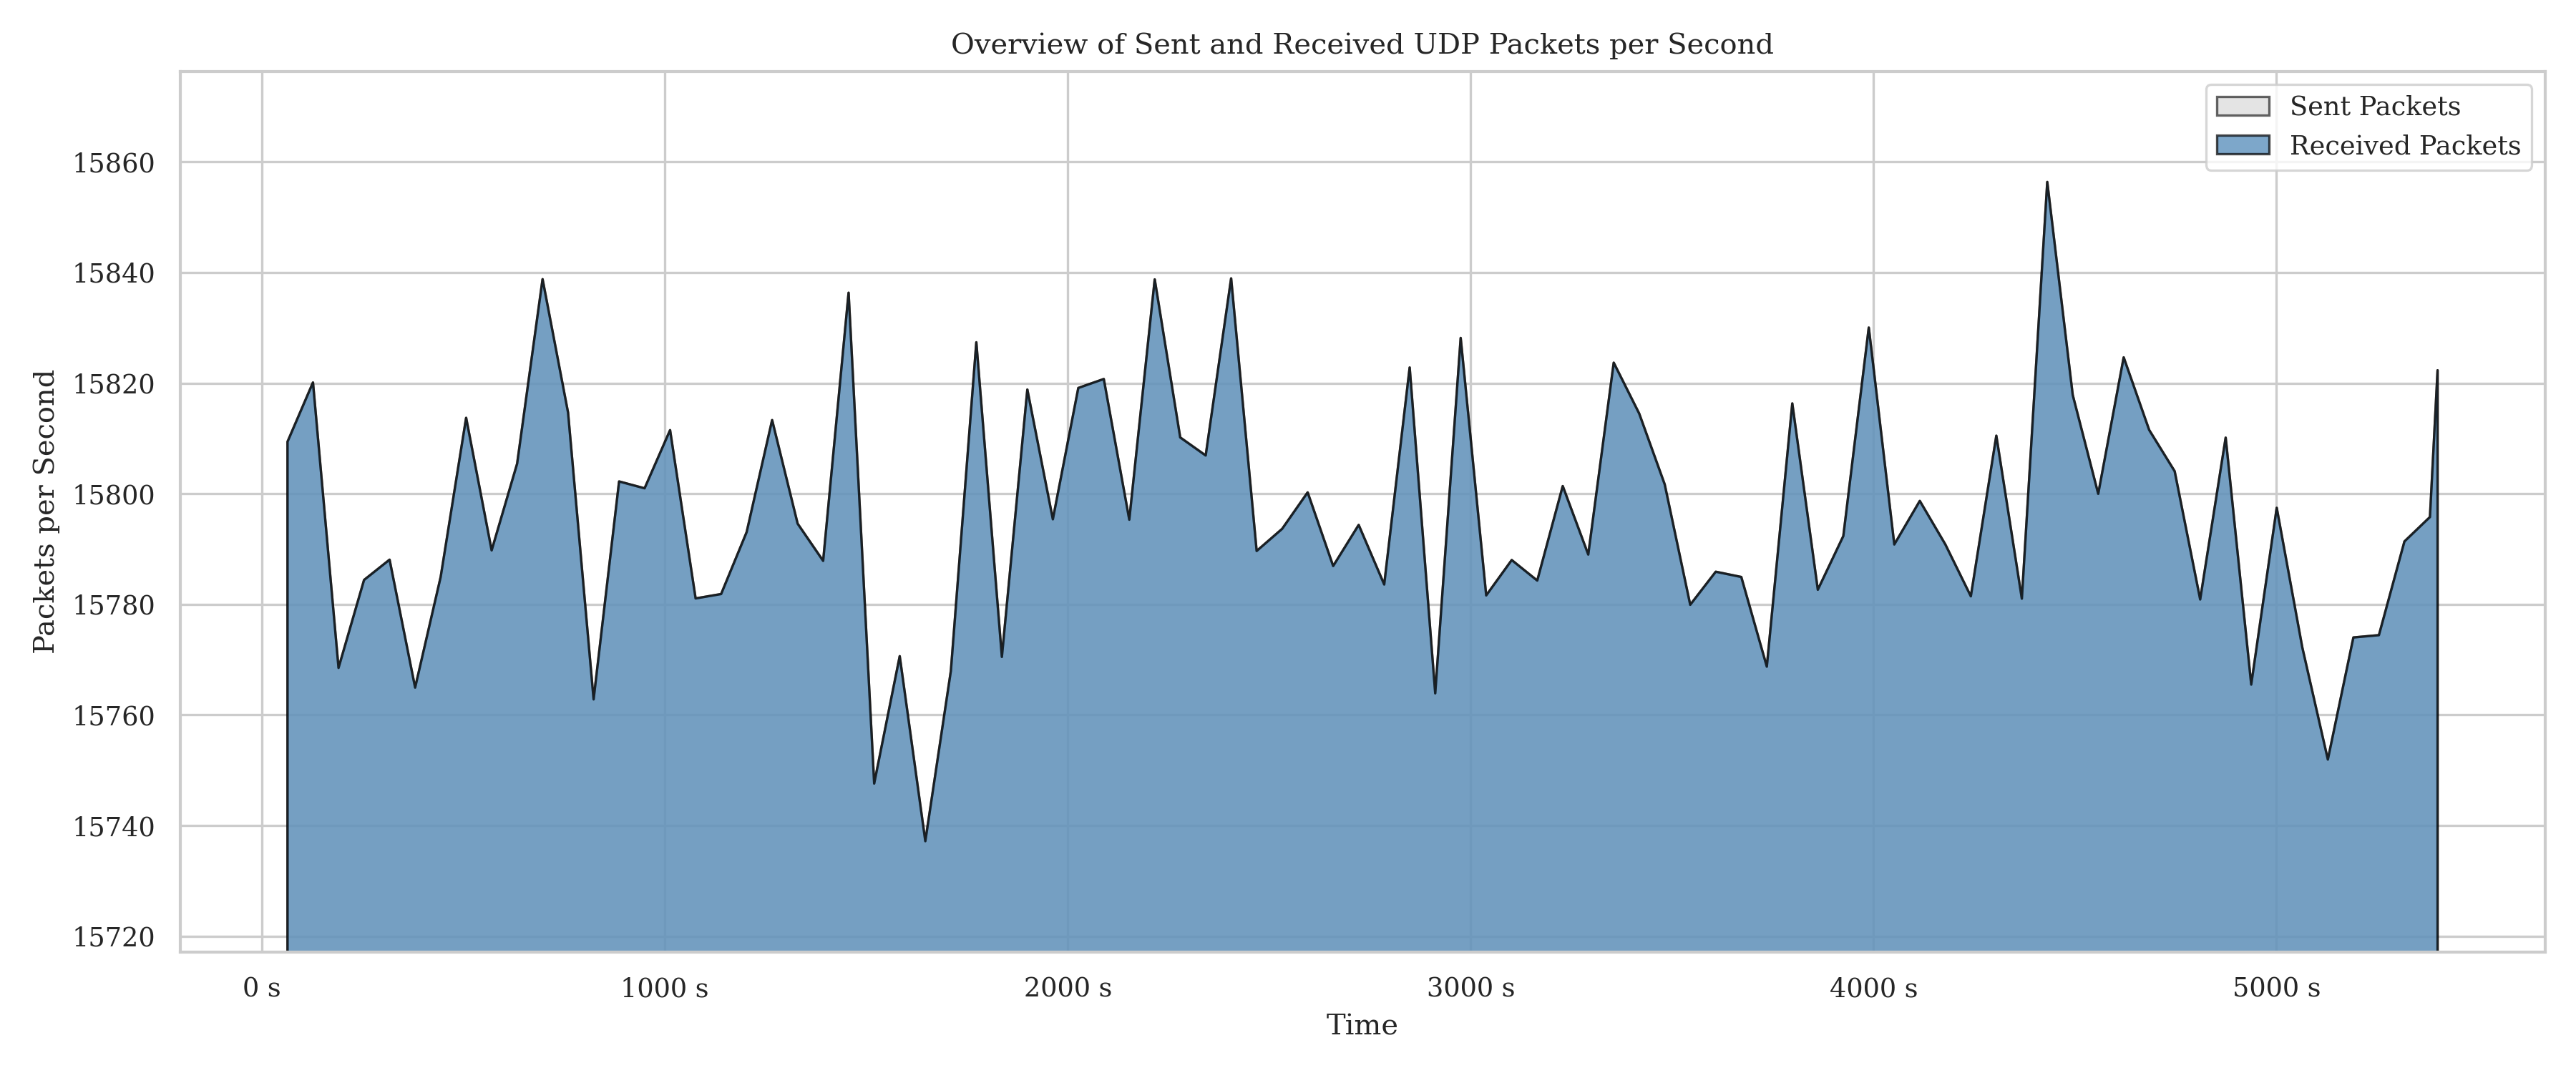 Overview of Sent and Received UDP Packets per Second
Sent Packets
Received Packets
Packets per Second
15860
15840
15820
15800
15780
15760
15740
15720
0 s
1000 s
2000 s
3000 s
4000 s
5000 s
Time